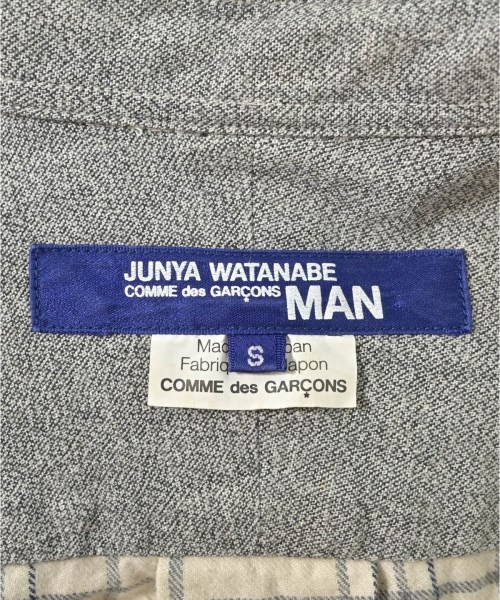 JUNYA WATANABE
COMME des GARÇONS MAN
S
COMME des GARÇONS